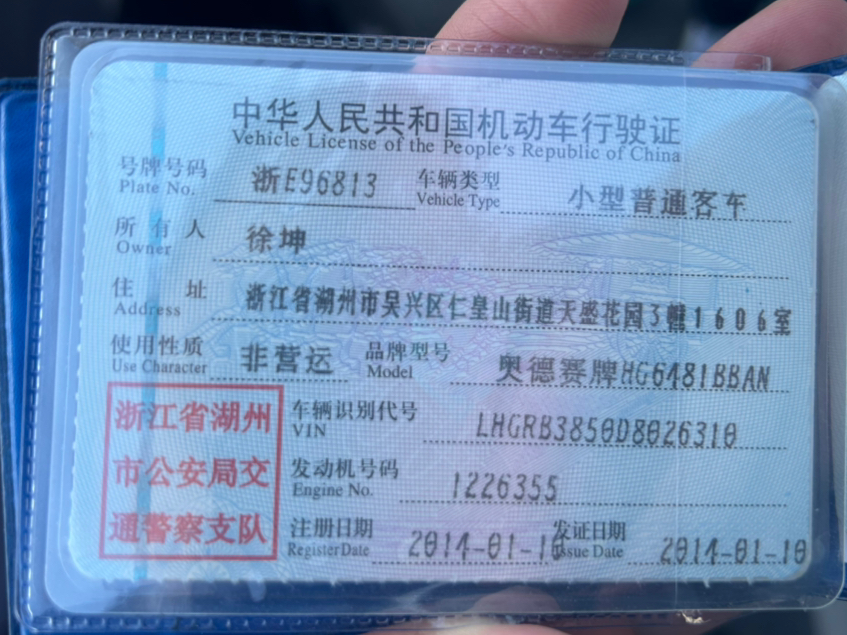 中华人民共和国机动车行驶证
Vehicle License of the People's Republic of China
号牌号码 浙E96813 车辆类型 小型普通客车
Plate No. Vehicle Type
所有人 徐坤
Owner
住址 浙江省湖州市吴兴区仁皇山街道天盛花园3幢1606室
Address
使用性质 非营运 品牌型号 奥德赛牌HG6481BBAN
Use Character Model
浙江省湖州
市公安局交
通警察支队
车辆识别代号 LHGRB3850D8026310
VIN
发动机号码 1226355
Engine No.
注册日期 2014-01-10 发证日期 2014-01-10
Register Date Issue Date